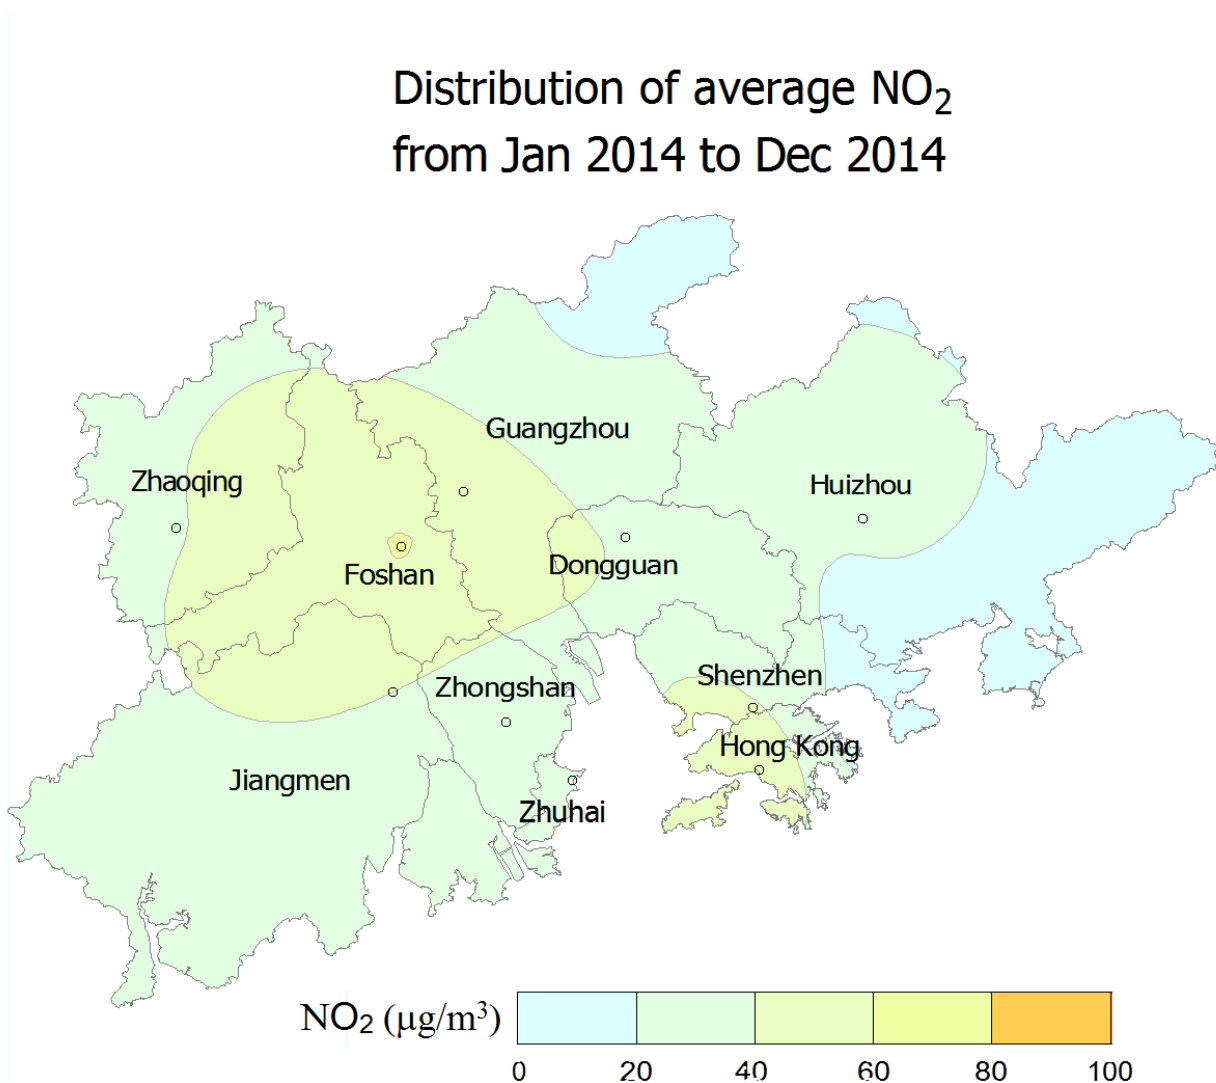 Distribution of average NO₂
from Jan 2014 to Dec 2014
Guangzhou
Zhaoqing
Huizhou
Foshan
Dongguan
Shenzhen
Zhongshan
Hong Kong
Jiangmen
Zhuhai
NO₂ (μg/m³)
0 20 40 60 80 100